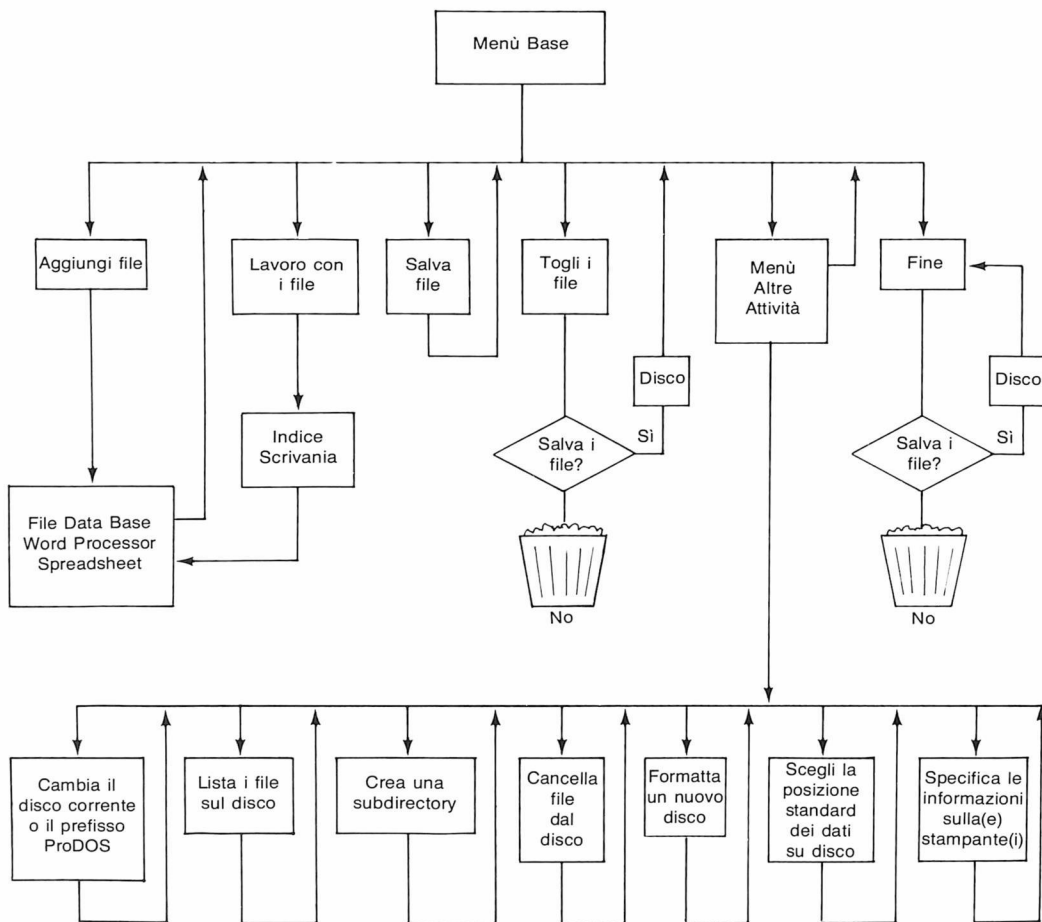 Menù Base
Aggiungi file
Lavoro con
i file
Salva
file
Togli i
file
Menù
Altre
Attività
Fine
Disco
Disco
Indice
Scrivania
Salva i
file?
Sì
Salva i
file?
Sì
File Data Base
Word Processor
Spreadsheet
No
No
Cambia il
disco corrente
o il prefisso
ProDOS
Lista i file
sul disco
Crea una
subdirectory
Cancella
file
dal
disco
Formatta
un nuovo
disco
Scegli la
posizione
standard
dei dati
su disco
Specifica le
informazioni
sulla(e)
stampante(i)